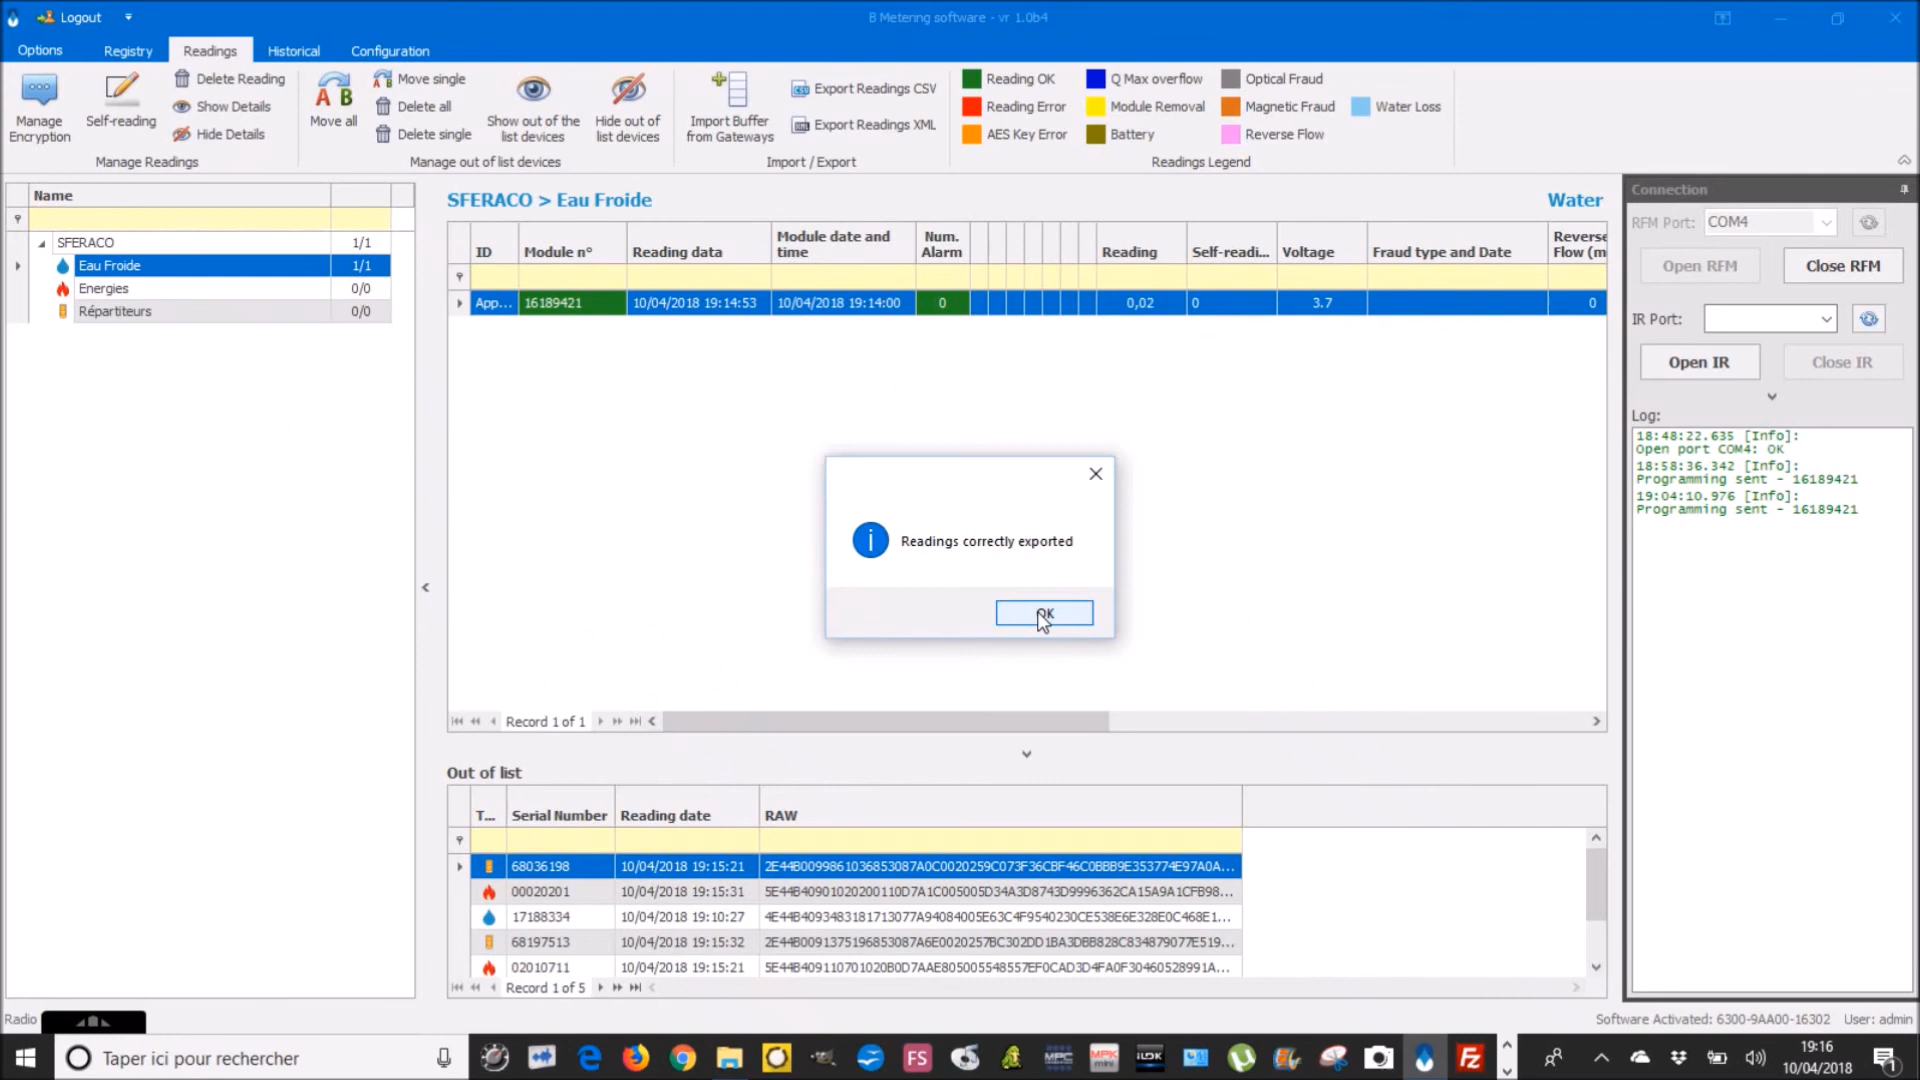 Logout
B Metering software - vr 1.0b4
Options Registry Readings Historical Configuration
Manage Encryption
Self-reading
Delete Reading
Show Details
Hide Details
Manage Readings
Move all
Move single
Delete all
Delete single
Show out of the list devices
Hide out of list devices
Manage out of list devices
Import Buffer from Gateways
Export Readings CSV
Export Readings XML
Import / Export
Reading OK Q Max overflow Optical Fraud
Reading Error Module Removal Magnetic Fraud Water Loss
AES Key Error Battery Reverse Flow
Readings Legend
Name
SFERACO 1/1
Eau Froide 1/1
Energies 0/0
Répartiteurs 0/0
SFERACO > Eau Froide Water
ID Module n° Reading data Module date and time Num. Alarm Reading Self-readi... Voltage Fraud type and Date Reverse Flow (m
App... 16189421 10/04/2018 19:14:53 10/04/2018 19:14:00 0 0,02 0 3.7 0
Readings correctly exported
OK
Record 1 of 1
Out of list
T... Serial Number Reading date RAW
68036198 10/04/2018 19:15:21 2E44B0099861036853087A0C0020259C073F36CBF46C0BBB9E353774E97A0A...
00020201 10/04/2018 19:15:31 5E44B40901020200110D7A1C005005D34A3D8743D9996362CA15A9A1CFB98...
17188334 10/04/2018 19:10:27 4E44B4093483181713077A94084005E63C4F9540230CE538E6E328E0C468E1...
68197513 10/04/2018 19:15:32 2E44B0091375196853087A6E0020257BC302DD1BA3DBB828C834879077E519...
02010711 10/04/2018 19:15:21 5E44B409110701020B0D7AAE805005548557EF0CAD3D4FA0F30460528991A...
Record 1 of 5
Connection
RFM Port: COM4
Open RFM Close RFM
IR Port:
Open IR Close IR
Log:
18:48:22.635 [Info]:
Open port COM4: OK
18:58:36.342 [Info]:
Programming sent - 16189421
19:04:10.976 [Info]:
Programming sent - 16189421
Radio
Software Activated: 6300-9AA00-16302 User: admin
Taper ici pour rechercher
FS
MPC
MPK mini
19:16
10/04/2018
1